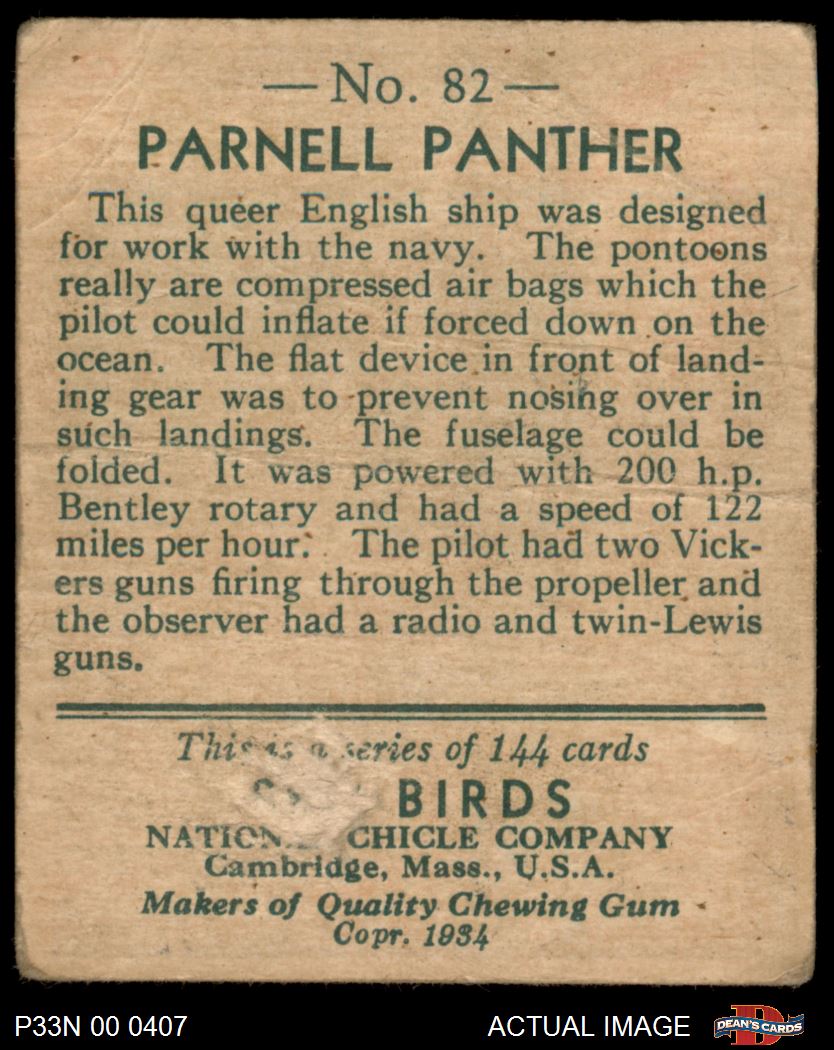 — No. 82 —
PARNELL PANTHER
This queer English ship was designed
for work with the navy. The pontoons
really are compressed air bags which the
pilot could inflate if forced down on the
ocean. The flat device in front of land-
ing gear was to prevent nosing over in
such landings. The fuselage could be
folded. It was powered with 200 h.p.
Bentley rotary and had a speed of 122
miles per hour. The pilot had two Vick-
ers guns firing through the propeller and
the observer had a radio and twin-Lewis
guns.
This is a series of 144 cards
BIRDS
NATIONAL CHICLE COMPANY
Cambridge, Mass., U.S.A.
Makers of Quality Chewing Gum
Copr. 1934
P33N 00 0407
ACTUAL IMAGE
DEAN'S CARDS